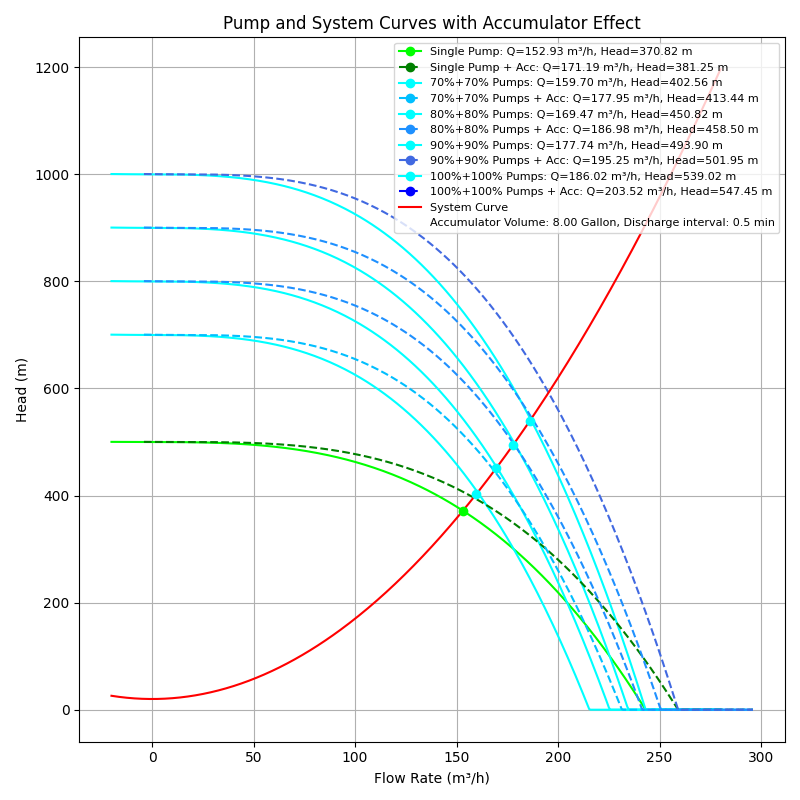 Pump and System Curves with Accumulator Effect
Single Pump: Q=152.93 m³/h, Head=370.82 m
Single Pump + Acc: Q=171.19 m³/h, Head=381.25 m
70%+70% Pumps: Q=159.70 m³/h, Head=402.56 m
70%+70% Pumps + Acc: Q=177.95 m³/h, Head=413.44 m
80%+80% Pumps: Q=169.47 m³/h, Head=450.82 m
80%+80% Pumps + Acc: Q=186.98 m³/h, Head=458.50 m
90%+90% Pumps: Q=177.74 m³/h, Head=493.90 m
90%+90% Pumps + Acc: Q=195.25 m³/h, Head=501.95 m
100%+100% Pumps: Q=186.02 m³/h, Head=539.02 m
100%+100% Pumps + Acc: Q=203.52 m³/h, Head=547.45 m
System Curve
Accumulator Volume: 8.00 Gallon, Discharge interval: 0.5 min
1200
1000
800
600
400
200
0
Head (m)
0 50 100 150 200 250 300
Flow Rate (m³/h)